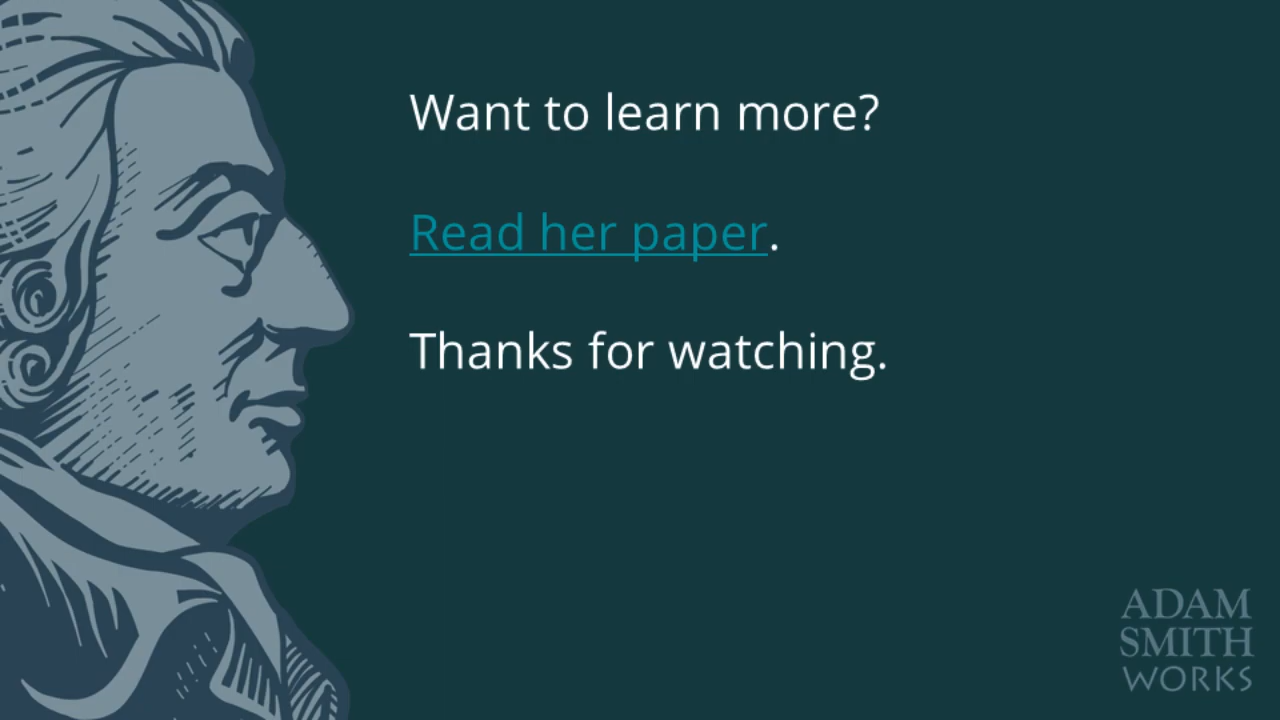 Want to learn more?
Read her paper.
Thanks for watching.
ADAM
SMITH
WORKS